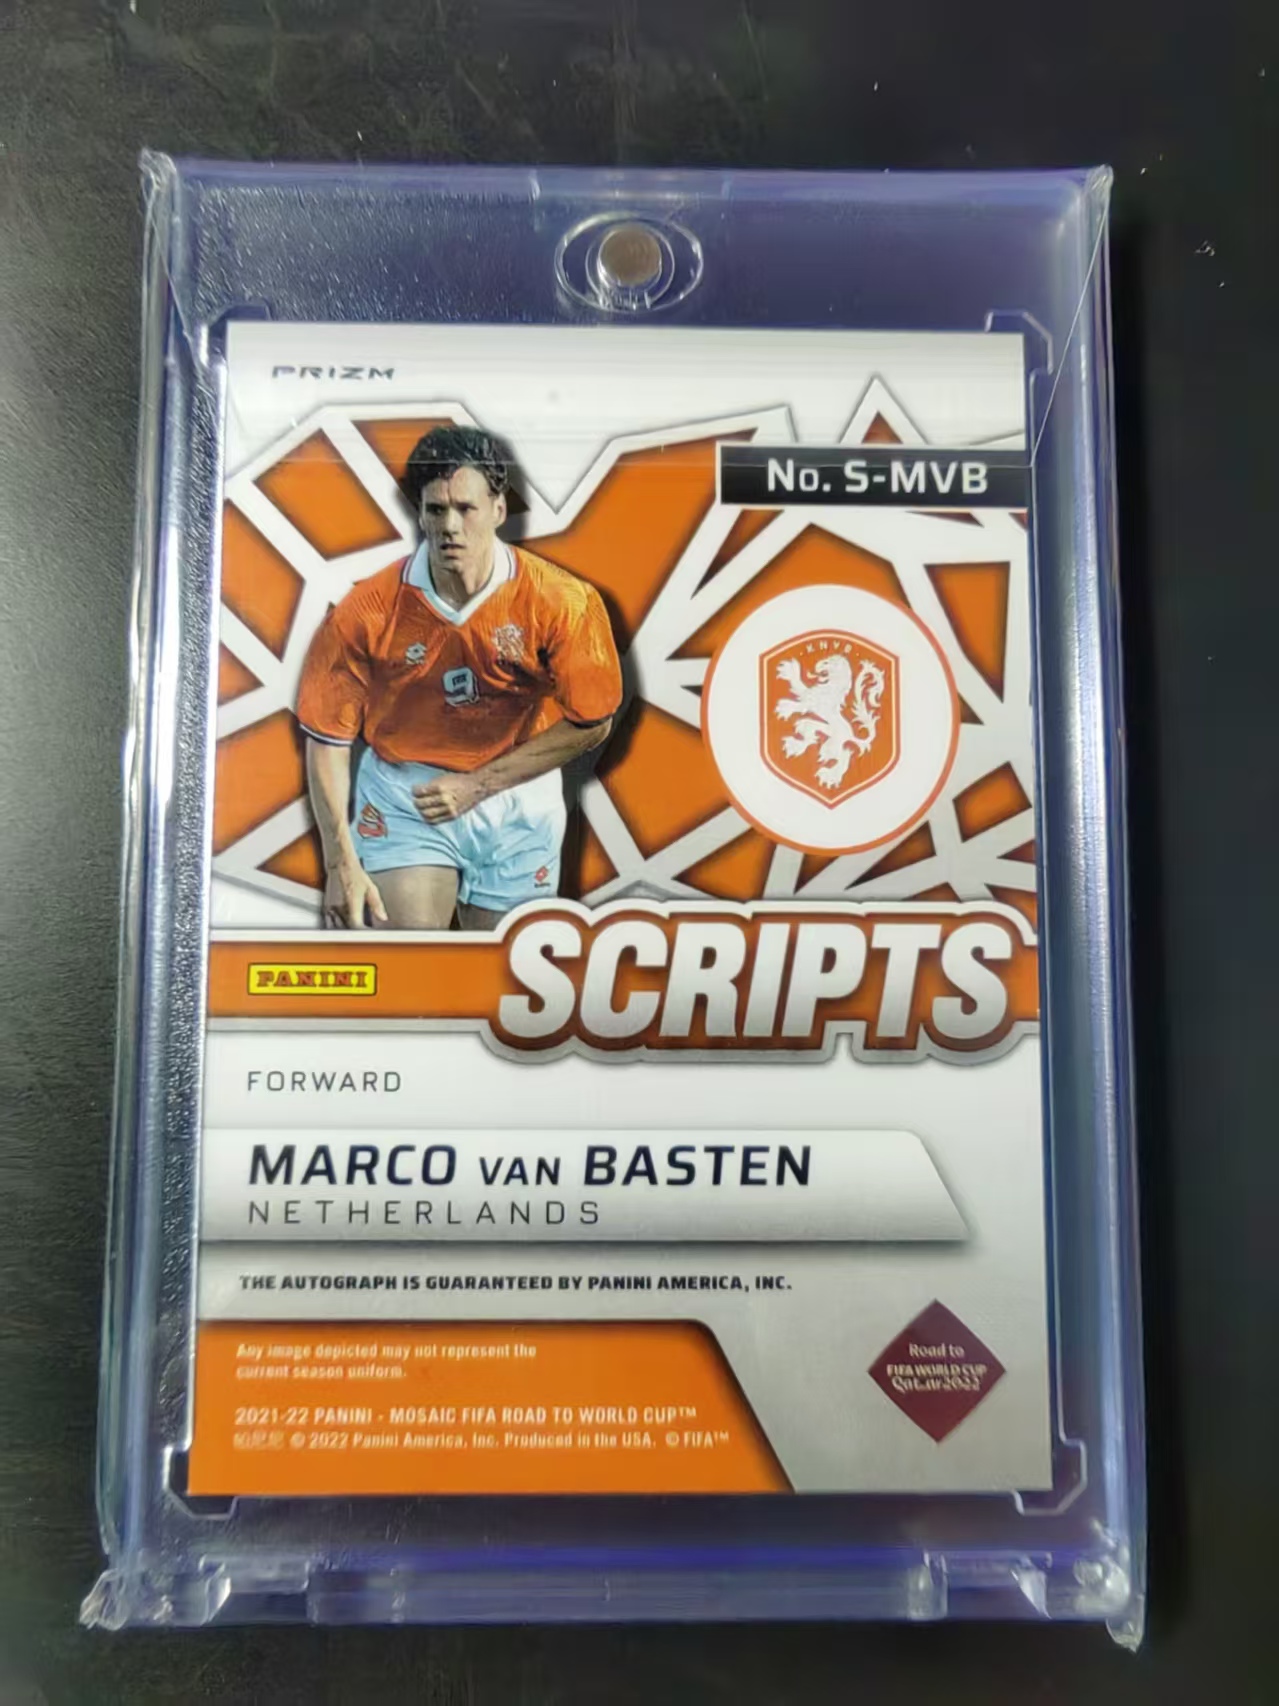 PRIZM
No. S-MVB
KNVB
9
SCRIPTS
PANINI
FORWARD
MARCO VAN BASTEN
NETHERLANDS
THE AUTOGRAPH IS GUARANTEED BY PANINI AMERICA, INC.
Any image depicted may not represent the
current season uniform.
Road to
FIFA WORLD CUP
Qatar2022
2021-22 PANINI - MOSAIC FIFA ROAD TO WORLD CUP™
© 2022 Panini America, Inc. Produced in the USA. © FIFA™